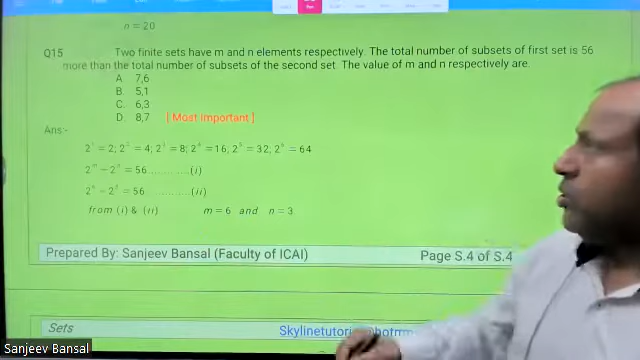 n = 20
Q15 Two finite sets have m and n elements respectively. The total number of subsets of first set is 56
more than the total number of subsets of the second set. The value of m and n respectively are.
A 7,6
B. 5,1
C. 6,3
D. 8,7 [ Most Important ]
Ans:-
2¹ = 2; 2² = 4; 2³ = 8; 2⁴ = 16; 2⁵ = 32; 2⁶ = 64
2ᵐ − 2ⁿ = 56............(i)
2⁶ − 2³ = 56............(ii)
from (i) & (ii) m = 6 and n = 3
Prepared By: Sanjeev Bansal (Faculty of ICAI) Page S.4 of S.4
Sets
Sanjeev Bansal